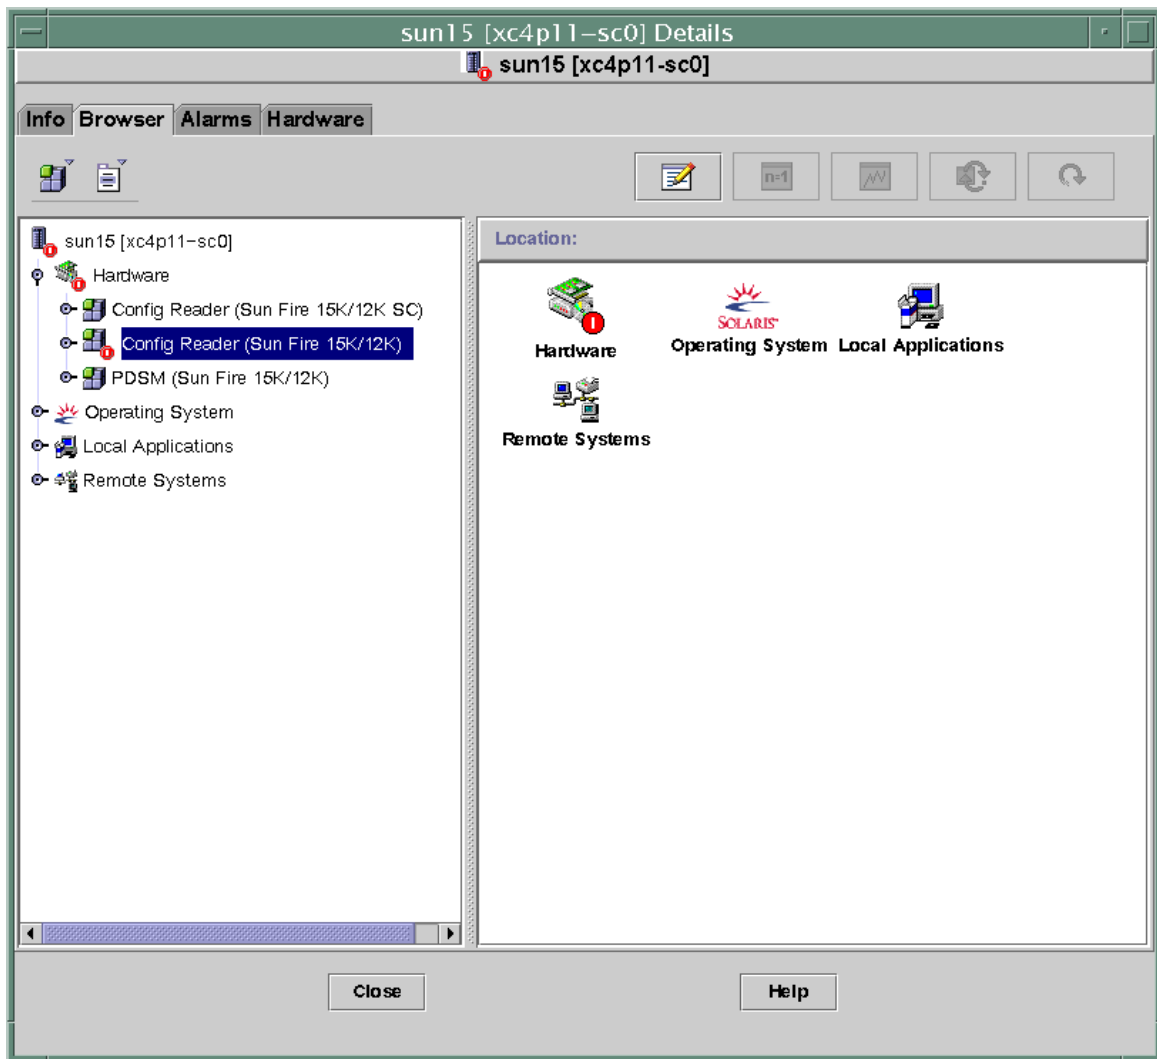 sun15 [xc4p11-sc0] Details
sun15 [xc4p11-sc0]
Info Browser Alarms Hardware
n=1
sun15 [xc4p11-sc0]
Hardware
Config Reader (Sun Fire 15K/12K SC)
Config Reader (Sun Fire 15K/12K)
PDSM (Sun Fire 15K/12K)
Operating System
Local Applications
Remote Systems
Location:
SOLARIS
Hardware Operating System Local Applications
Remote Systems
Close Help